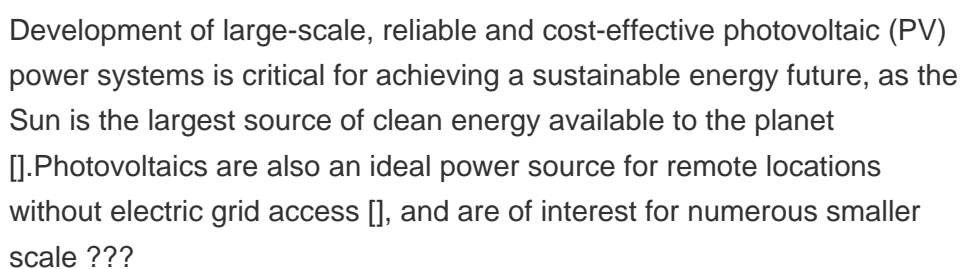 Development of large-scale, reliable and cost-effective photovoltaic (PV)
power systems is critical for achieving a sustainable energy future, as the
Sun is the largest source of clean energy available to the planet
[].Photovoltaics are also an ideal power source for remote locations
without electric grid access [], and are of interest for numerous smaller
scale ???